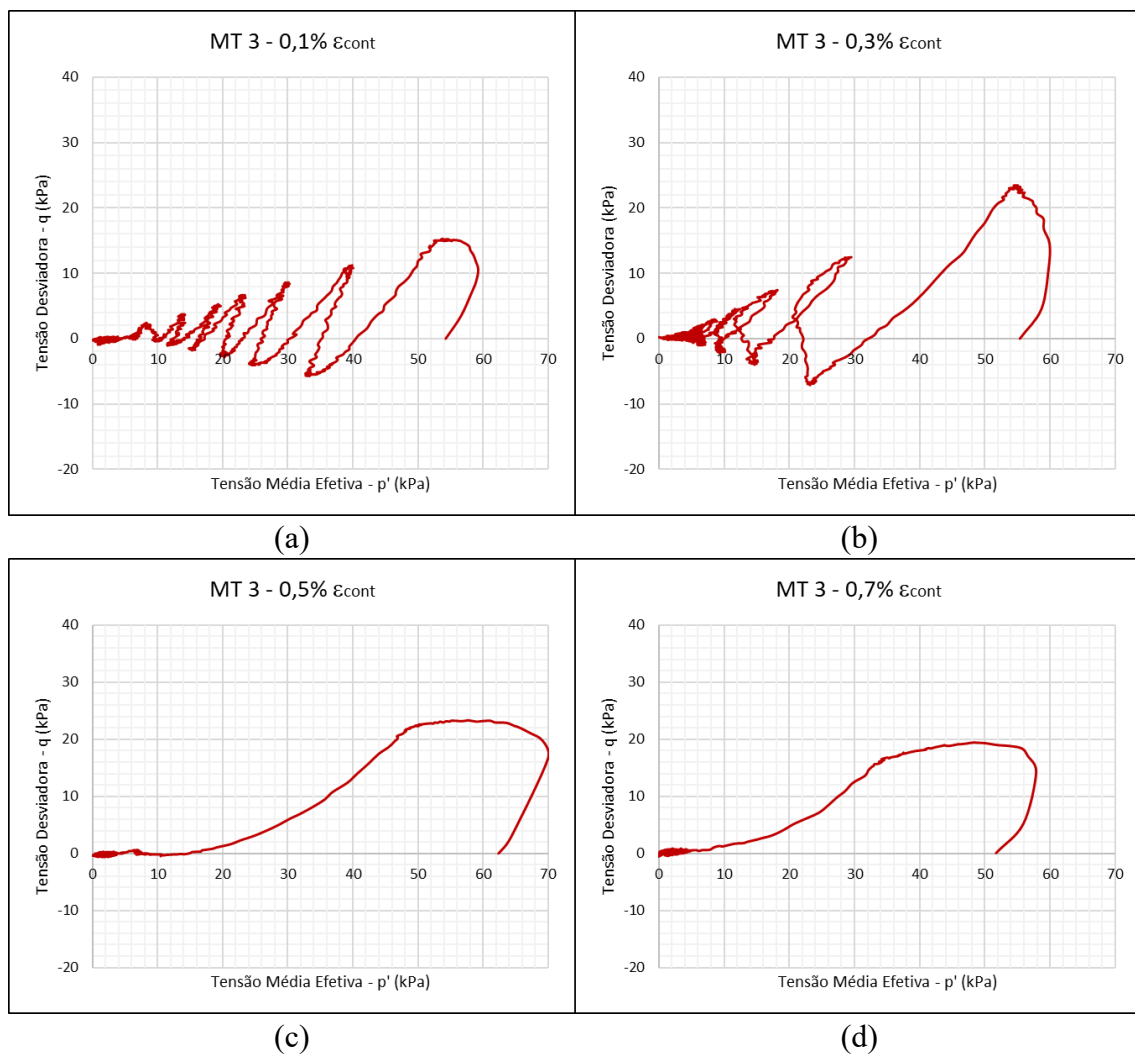 MT 3 - 0,1% εcont
40
30
20
10
0
-10
-20
0 10 20 30 40 50 60 70
Tensão Desviadora - q (kPa)
Tensão Média Efetiva - p' (kPa)
(a)
MT 3 - 0,3% εcont
40
30
20
10
0
-10
-20
0 10 20 30 40 50 60 70
Tensão Desviadora (kPa)
Tensão Média Efetiva - p' (kPa)
(b)
MT 3 - 0,5% εcont
40
30
20
10
0
-10
-20
0 10 20 30 40 50 60 70
Tensão Desviadora - q (kPa)
Tensão Média Efetiva - p' (kPa)
(c)
MT 3 - 0,7% εcont
40
30
20
10
0
-10
-20
0 10 20 30 40 50 60 70
Tensão Desviadora - q (kPa)
Tensão Média Efetiva - p' (kPa)
(d)